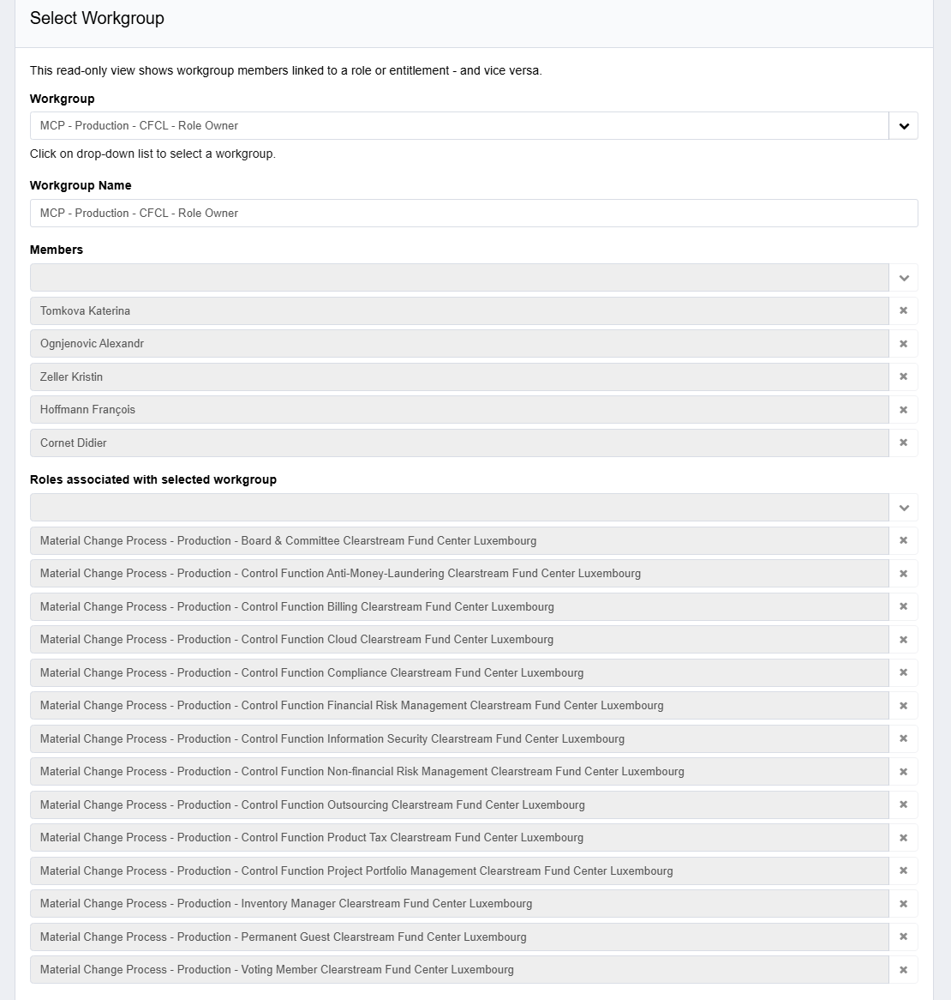 Select Workgroup
This read-only view shows workgroup members linked to a role or entitlement - and vice versa.
Workgroup
MCP - Production - CFCL - Role Owner
Click on drop-down list to select a workgroup.
Workgroup Name
MCP - Production - CFCL - Role Owner
Members
Tomkova Katerina
Ognjenovic Alexandr
Zeller Kristin
Hoffmann François
Cornet Didier
Roles associated with selected workgroup
Material Change Process - Production - Board & Committee Clearstream Fund Center Luxembourg
Material Change Process - Production - Control Function Anti-Money-Laundering Clearstream Fund Center Luxembourg
Material Change Process - Production - Control Function Billing Clearstream Fund Center Luxembourg
Material Change Process - Production - Control Function Cloud Clearstream Fund Center Luxembourg
Material Change Process - Production - Control Function Compliance Clearstream Fund Center Luxembourg
Material Change Process - Production - Control Function Financial Risk Management Clearstream Fund Center Luxembourg
Material Change Process - Production - Control Function Information Security Clearstream Fund Center Luxembourg
Material Change Process - Production - Control Function Non-financial Risk Management Clearstream Fund Center Luxembourg
Material Change Process - Production - Control Function Outsourcing Clearstream Fund Center Luxembourg
Material Change Process - Production - Control Function Product Tax Clearstream Fund Center Luxembourg
Material Change Process - Production - Control Function Project Portfolio Management Clearstream Fund Center Luxembourg
Material Change Process - Production - Inventory Manager Clearstream Fund Center Luxembourg
Material Change Process - Production - Permanent Guest Clearstream Fund Center Luxembourg
Material Change Process - Production - Voting Member Clearstream Fund Center Luxembourg